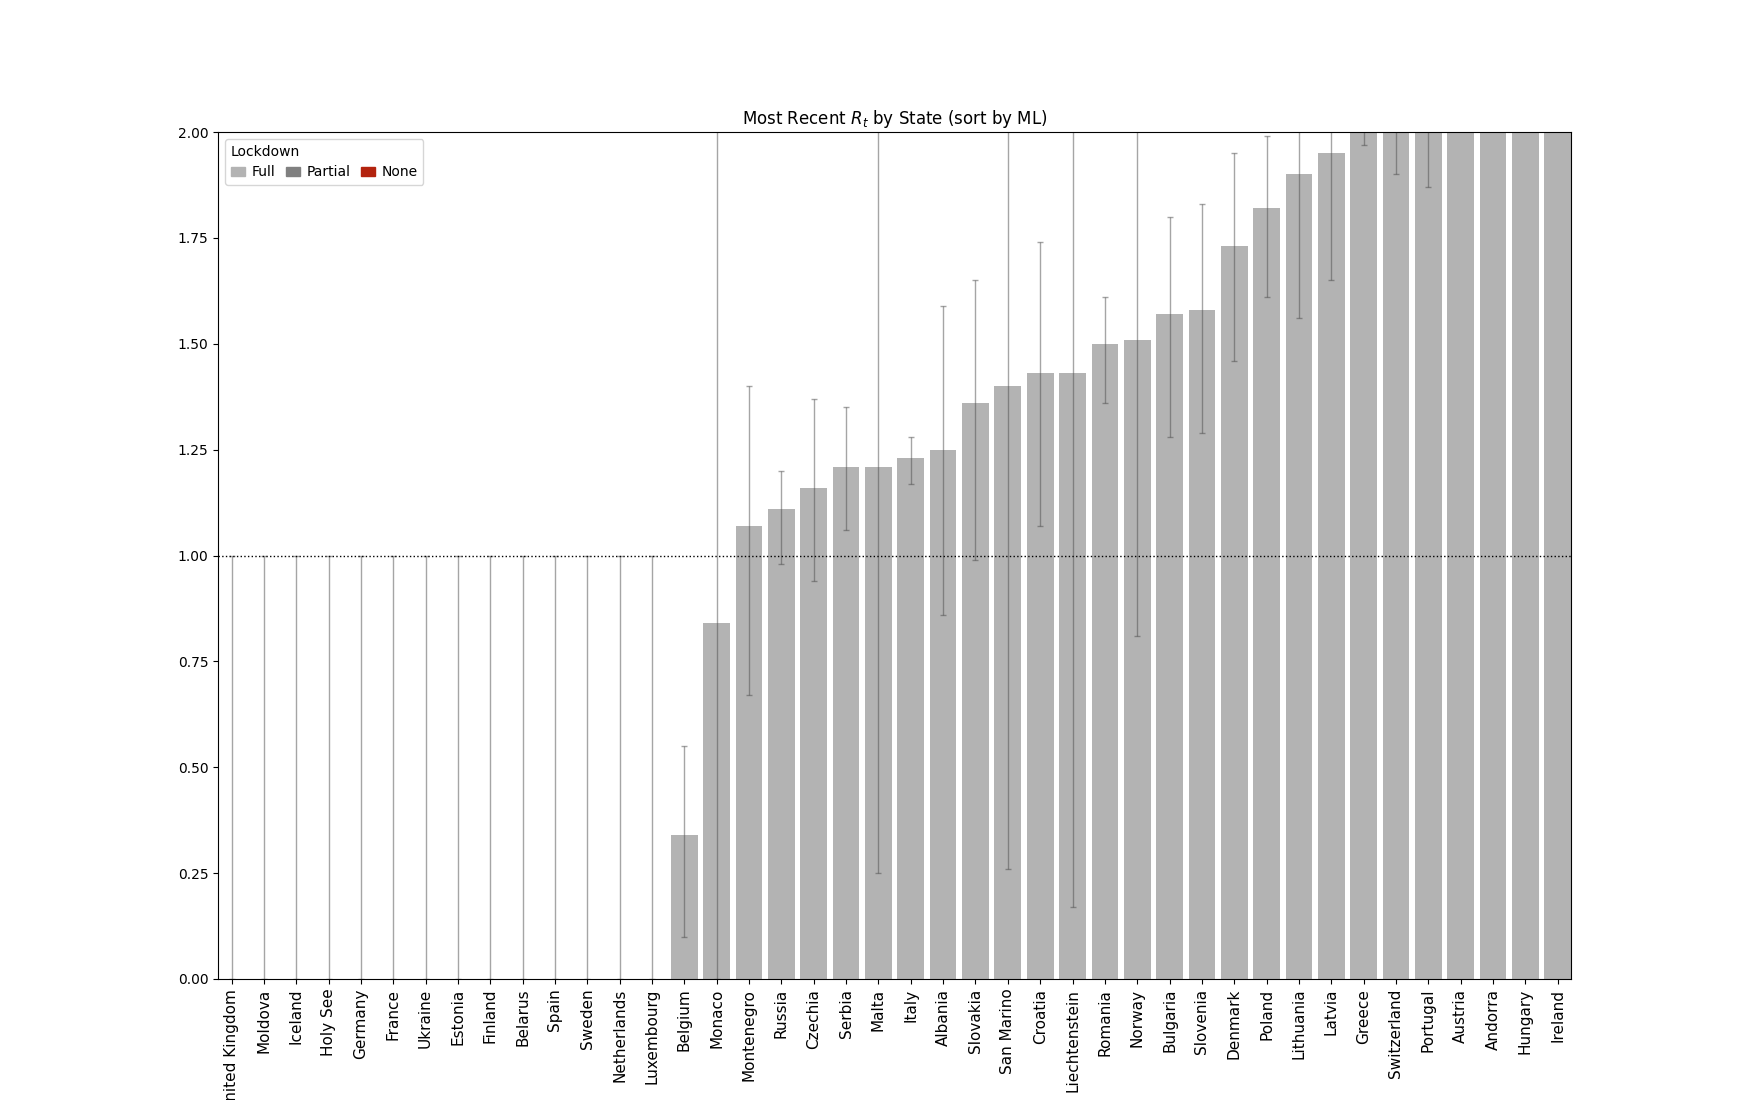 Most Recent Rt by State (sort by ML)
Lockdown
Full Partial None
2.00
1.75
1.50
1.25
1.00
0.75
0.50
0.25
0.00
nited Kingdom
Moldova
Iceland
Holy See
Germany
France
Ukraine
Estonia
Finland
Belarus
Spain
Sweden
Netherlands
Luxembourg
Belgium
Monaco
Montenegro
Russia
Czechia
Serbia
Malta
Italy
Albania
Slovakia
San Marino
Croatia
Liechtenstein
Romania
Norway
Bulgaria
Slovenia
Denmark
Poland
Lithuania
Latvia
Greece
Switzerland
Portugal
Austria
Andorra
Hungary
Ireland